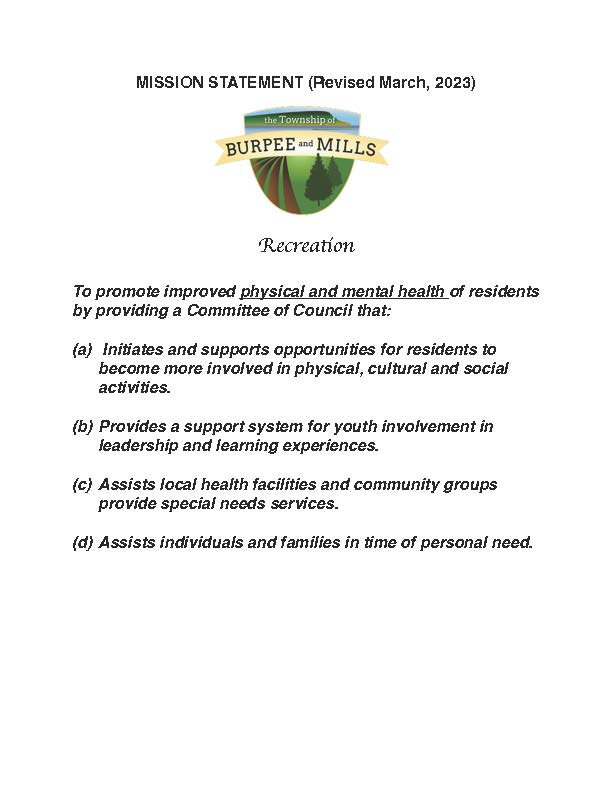 MISSION STATEMENT (Revised March, 2023)
the Township of
BURPEE and MILLS
Recreation
To promote improved physical and mental health of residents
by providing a Committee of Council that:
(a) Initiates and supports opportunities for residents to
become more involved in physical, cultural and social
activities.
(b) Provides a support system for youth involvement in
leadership and learning experiences.
(c) Assists local health facilities and community groups
provide special needs services.
(d) Assists individuals and families in time of personal need.